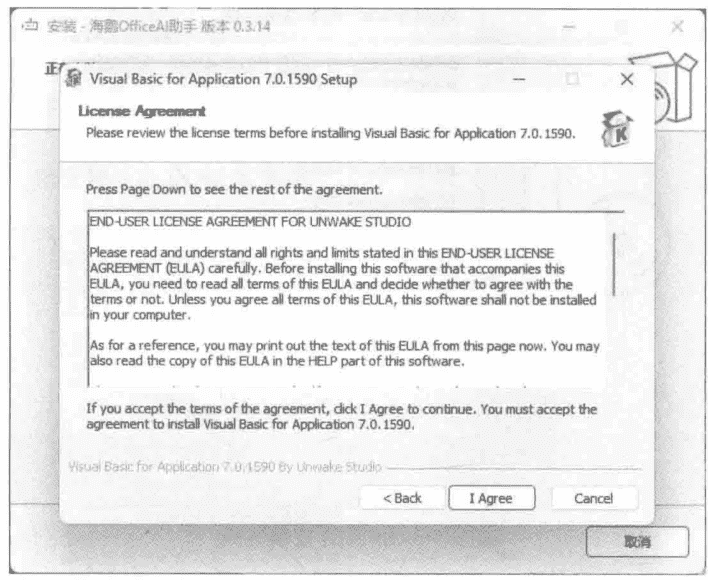 安装 - 海鹦OfficeAI助手 版本 0.3.14
Visual Basic for Application 7.0.1590 Setup
License Agreement
Please review the license terms before installing Visual Basic for Application 7.0.1590.
K
Press Page Down to see the rest of the agreement.
END-USER LICENSE AGREEMENT FOR UNWAKE STUDIO
Please read and understand all rights and limits stated in this END-USER LICENSE
AGREEMENT (EULA) carefully. Before installing this software that accompanies this
EULA, you need to read all terms of this EULA and decide whether to agree with the
terms or not. Unless you agree all terms of this EULA, this software shall not be installed
in your computer.
As for a reference, you may print out the text of this EULA from this page now. You may
also read the copy of this EULA in the HELP part of this software.
If you accept the terms of the agreement, click I Agree to continue. You must accept the
agreement to install Visual Basic for Application 7.0.1590.
Visual Basic for Application 7.0.1590 By Unwake Studio
< Back
I Agree
Cancel
取消